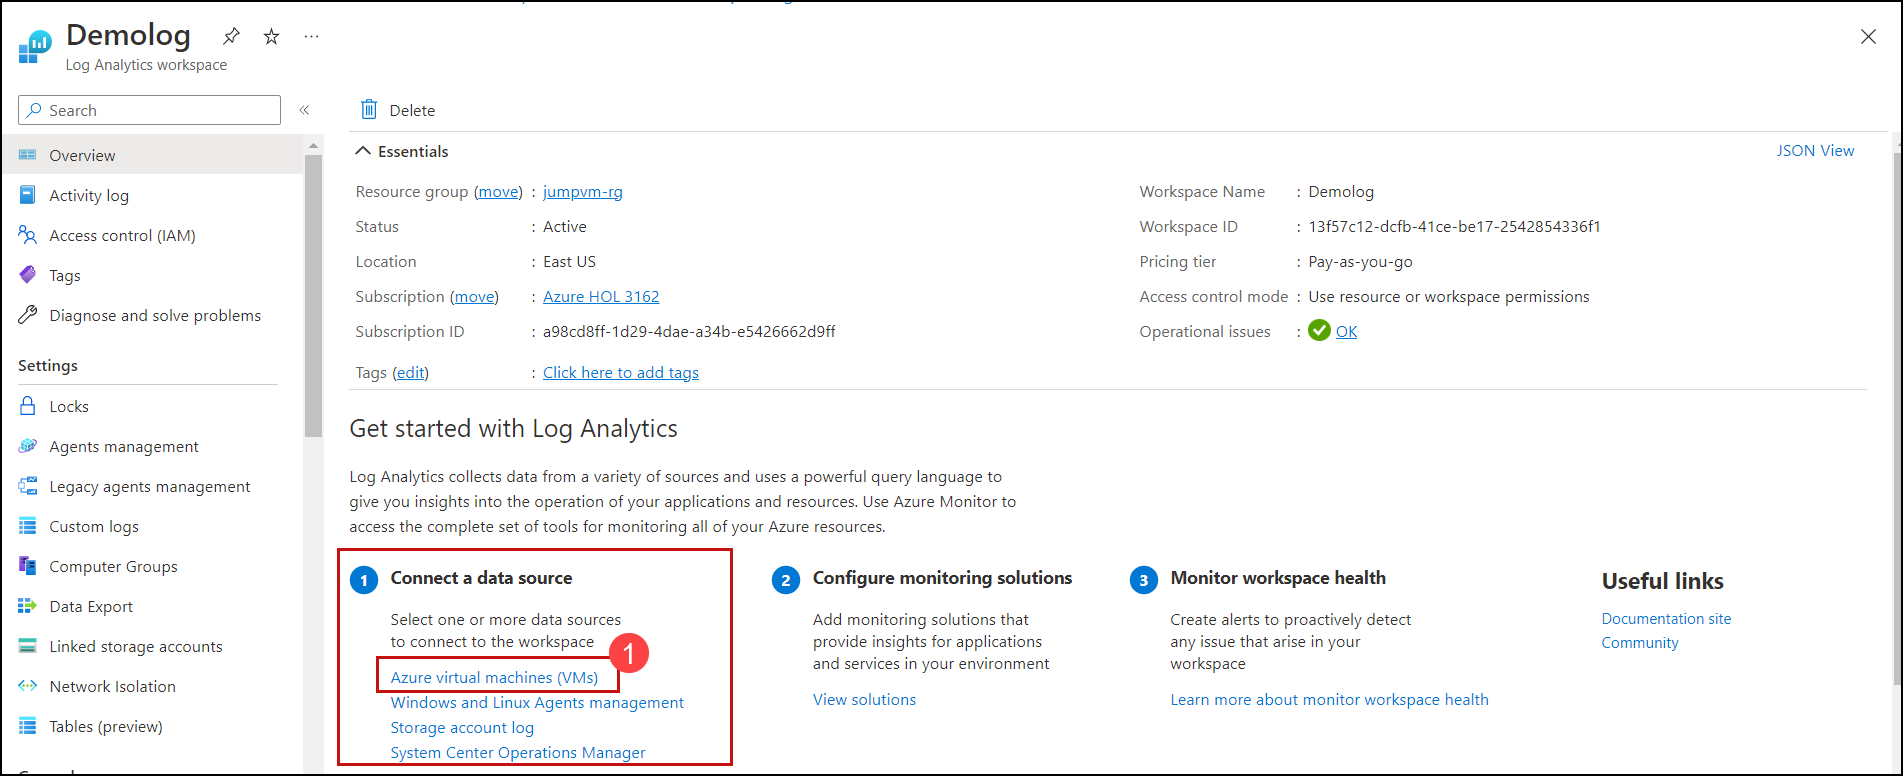 Demolog
Log Analytics workspace
Search
Overview
Activity log
Access control (IAM)
Tags
Diagnose and solve problems
Settings
Locks
Agents management
Legacy agents management
Custom logs
Computer Groups
Data Export
Linked storage accounts
Network Isolation
Tables (preview)
Delete
Essentials
JSON View
Resource group (move) : jumpvm-rg
Status : Active
Location : East US
Subscription (move) : Azure HOL 3162
Subscription ID : a98cd8ff-1d29-4dae-a34b-e5426662d9ff
Tags (edit) : Click here to add tags
Workspace Name : Demolog
Workspace ID : 13f57c12-dcfb-41ce-be17-2542854336f1
Pricing tier : Pay-as-you-go
Access control mode : Use resource or workspace permissions
Operational issues : OK
Get started with Log Analytics
Log Analytics collects data from a variety of sources and uses a powerful query language to
give you insights into the operation of your applications and resources. Use Azure Monitor to
access the complete set of tools for monitoring all of your Azure resources.
1 Connect a data source
Select one or more data sources
to connect to the workspace
1
Azure virtual machines (VMs)
Windows and Linux Agents management
Storage account log
System Center Operations Manager
2 Configure monitoring solutions
Add monitoring solutions that
provide insights for applications
and services in your environment
View solutions
3 Monitor workspace health
Create alerts to proactively detect
any issue that arise in your
workspace
Learn more about monitor workspace health
Useful links
Documentation site
Community